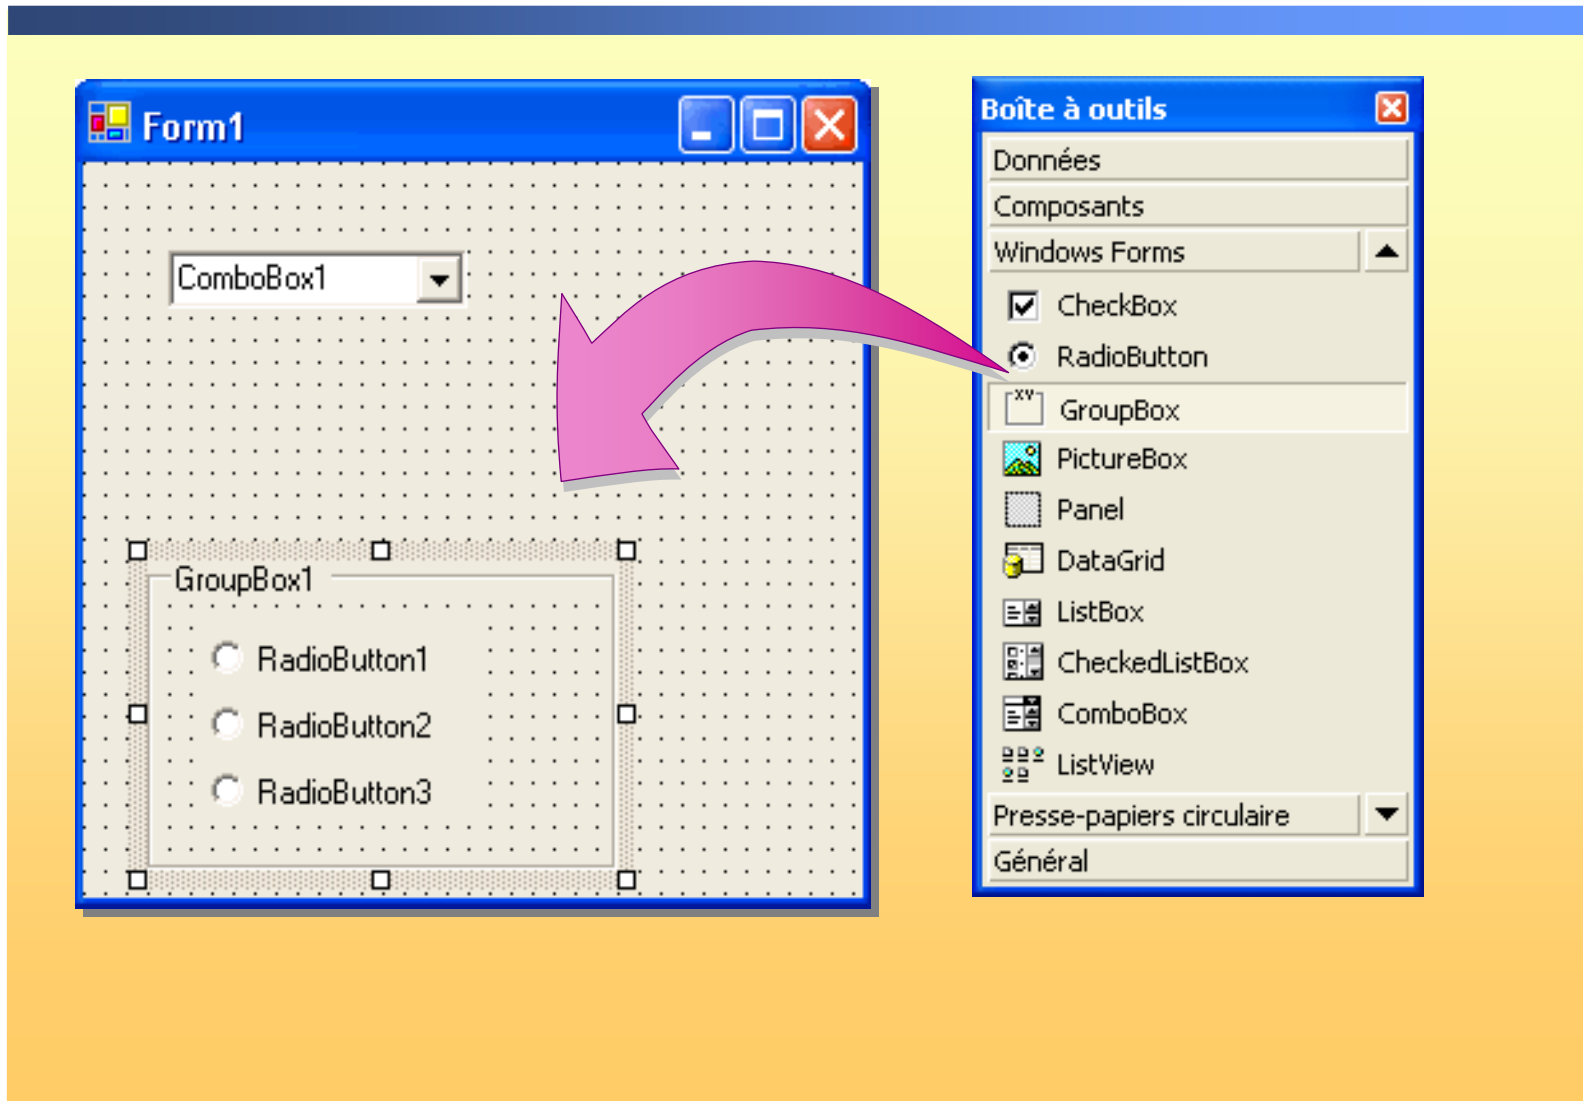 Form1
ComboBox1
GroupBox1
RadioButton1
RadioButton2
RadioButton3
Boîte à outils
Données
Composants
Windows Forms
CheckBox
RadioButton
XY
GroupBox
PictureBox
Panel
DataGrid
ListBox
CheckedListBox
ComboBox
ListView
Presse-papiers circulaire
Général